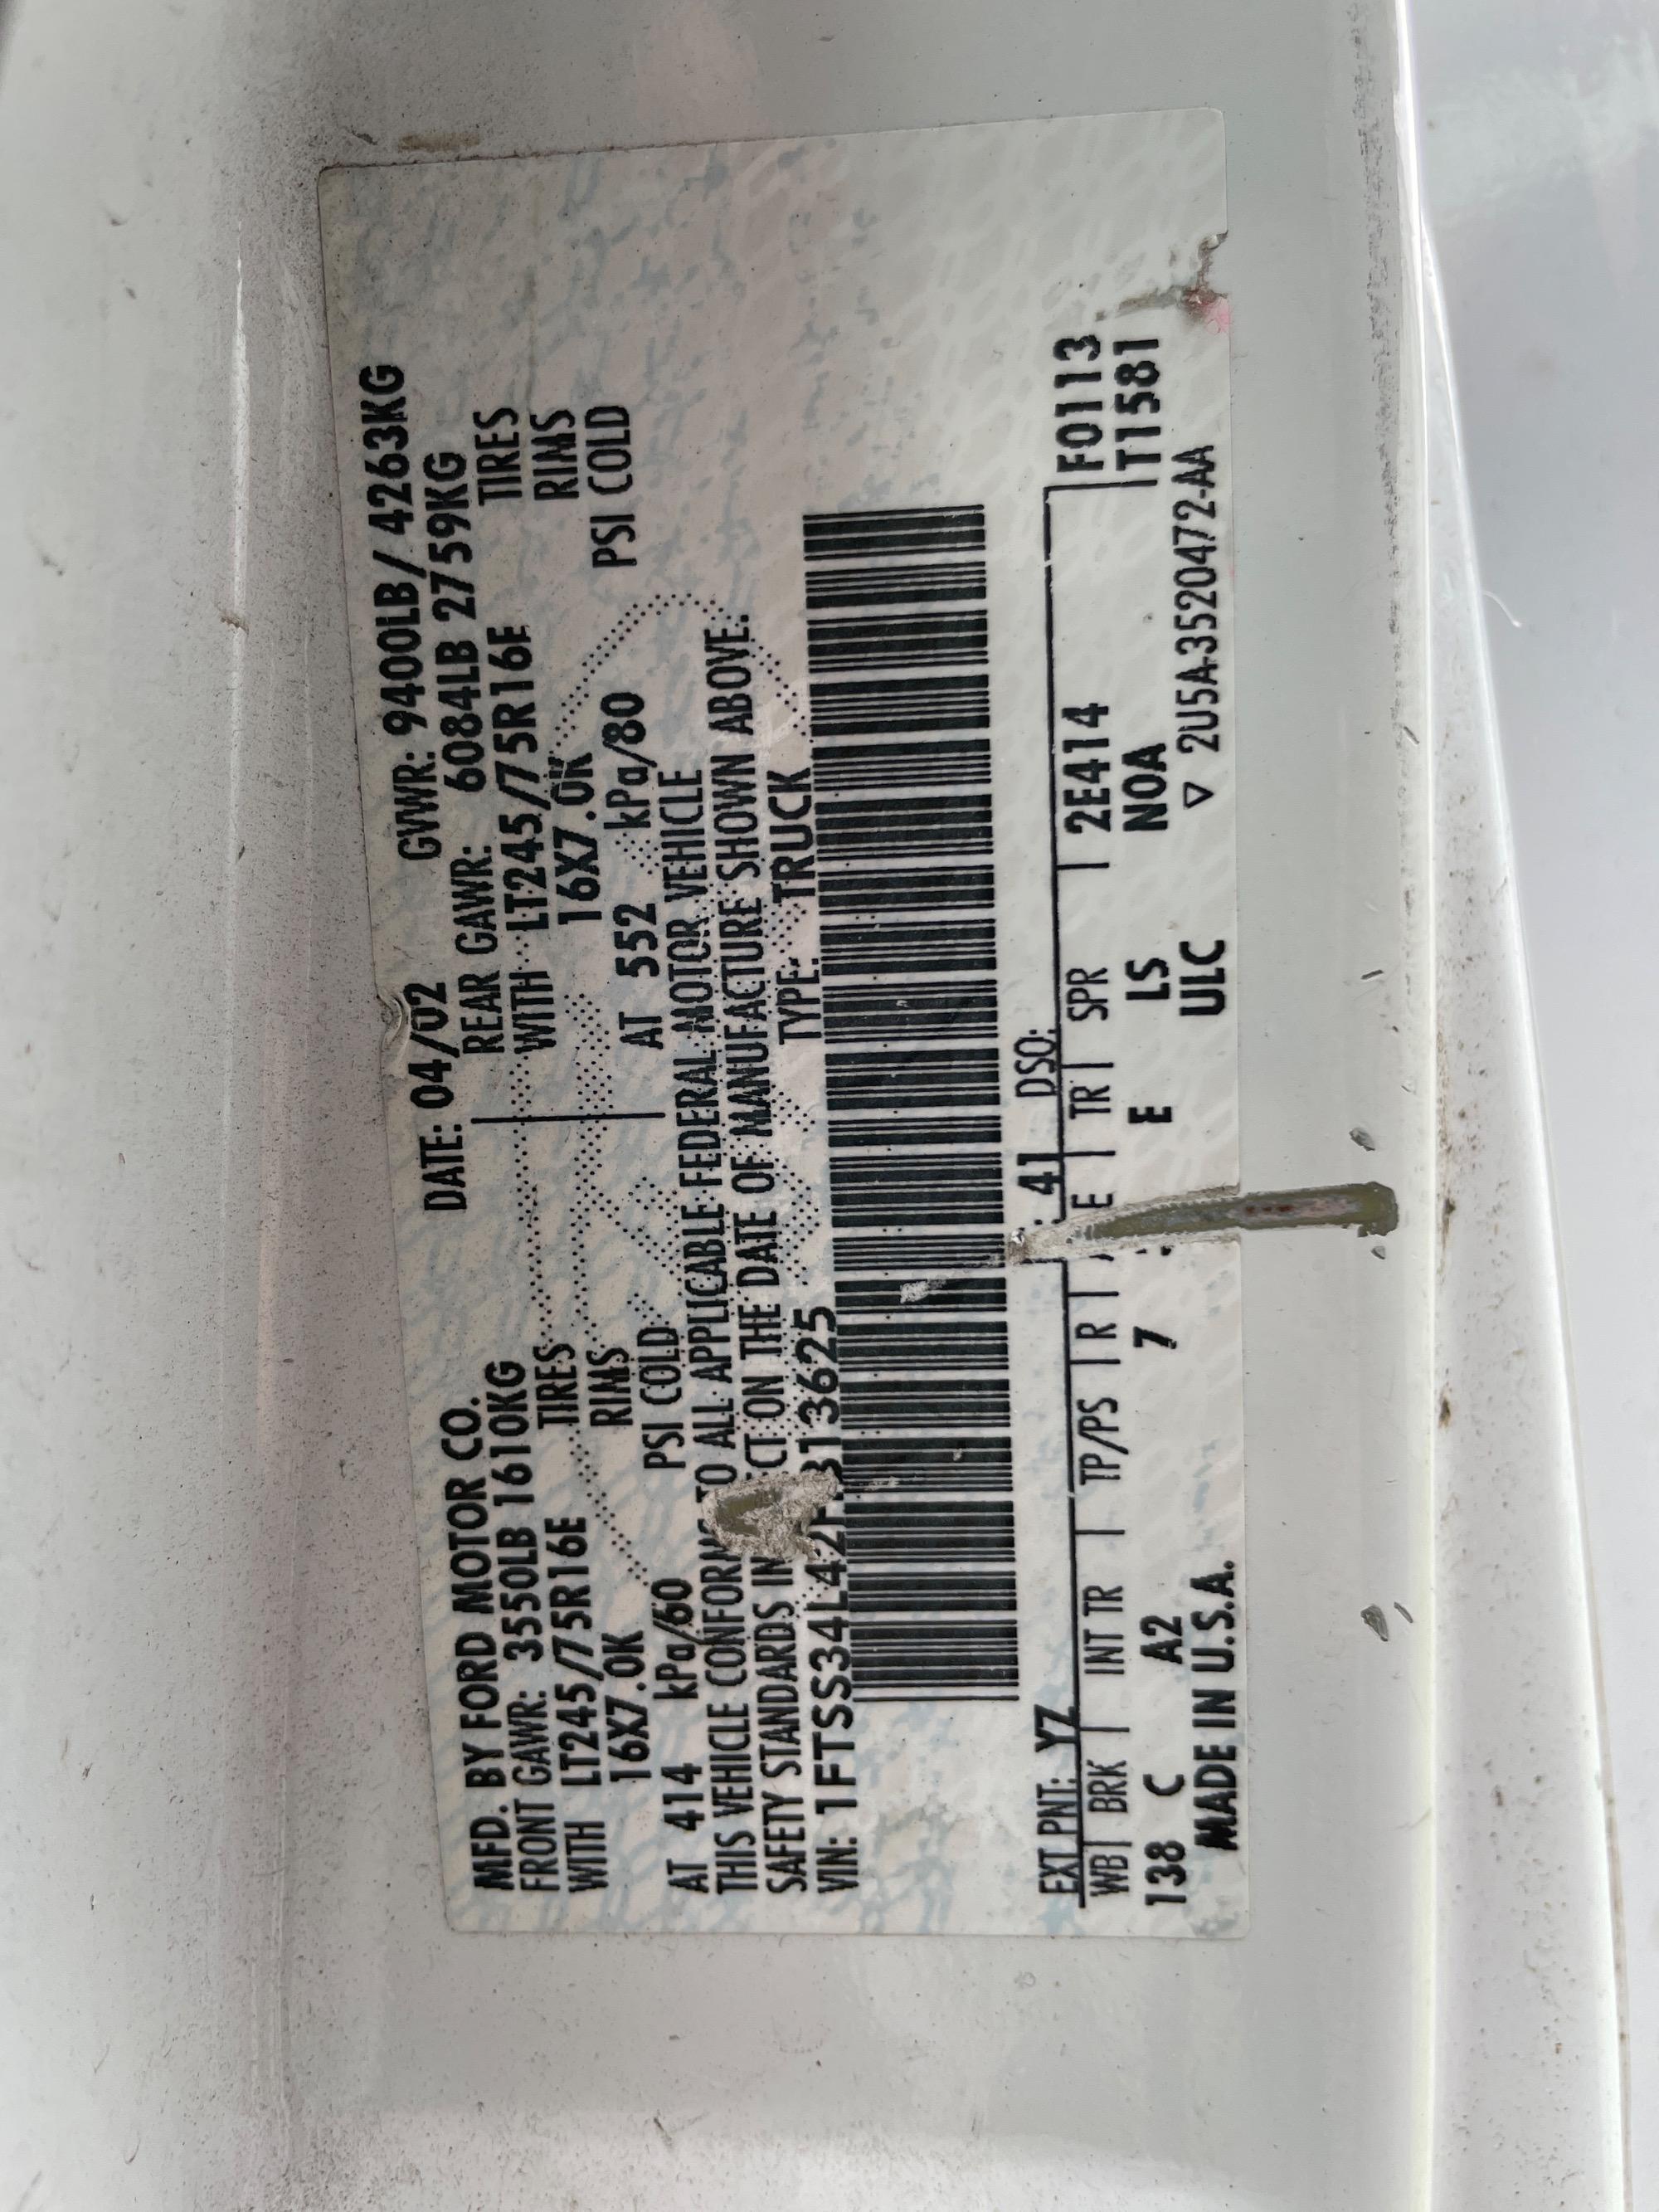 MFD. BY FORD MOTOR CO. DATE: 04/02 GVWR: 9400LB/ 4263KG
FRONT GAWR: 3550LB 1610KG REAR GAWR: 6084LB 2759KG
WITH LT245/75R16E TIRES WITH LT245/75R16E TIRES
16X7.0K RIMS 16X7.0K RIMS
AT 414 kPa/60 PSI COLD AT 552 kPa/80 PSI COLD
THIS VEHICLE CONFORMS TO ALL APPLICABLE FEDERAL MOTOR VEHICLE
SAFETY STANDARDS IN ON THE DATE OF MANUFACTURE SHOWN ABOVE.
VIN: TYPE: TRUCK
EXT PNT: YZ 41 DSO: F0113
WB BRK INT TR TP/PS R E TR SPR 2E414 T1581
138 C A2 7 E LS N0A
MADE IN U.S.A. ULC ▽ 2U5A-3520472-AA